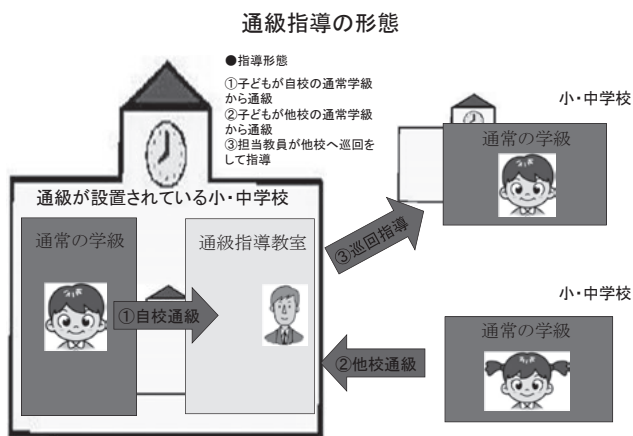 通級指導の形態
●指導形態
①子どもが自校の通常学級
から通級
②子どもが他校の通常学級
から通級
③担当教員が他校へ巡回を
して指導
通級が設置されている小・中学校
通常の学級
通級指導教室
①自校通級
③巡回指導
②他校通級
小・中学校
通常の学級
小・中学校
通常の学級